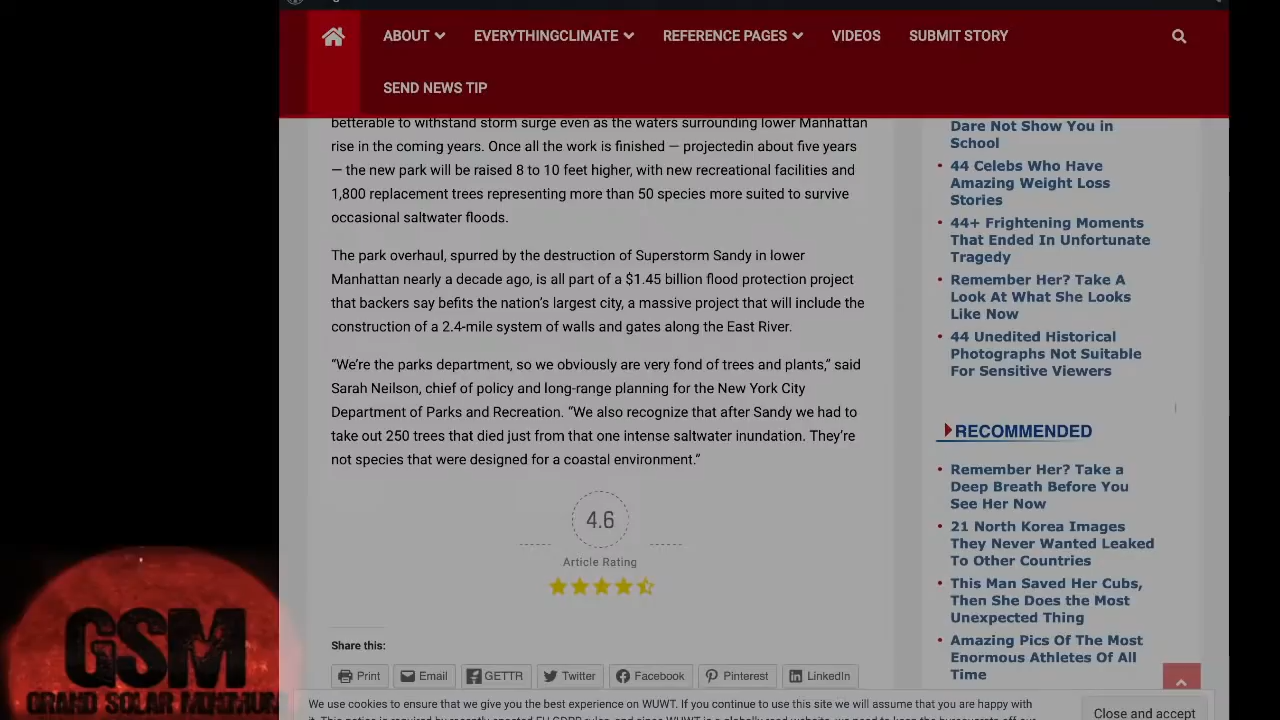 ABOUT
EVERYTHINGCLIMATE
REFERENCE PAGES
VIDEOS
SUBMIT STORY
SEND NEWS TIP
betterable to withstand storm surge even as the waters surrounding lower Manhattan
rise in the coming years. Once all the work is finished — projectedin about five years
— the new park will be raised 8 to 10 feet higher, with new recreational facilities and
1,800 replacement trees representing more than 50 species more suited to survive
occasional saltwater floods.
The park overhaul, spurred by the destruction of Superstorm Sandy in lower
Manhattan nearly a decade ago, is all part of a $1.45 billion flood protection project
that backers say befits the nation's largest city, a massive project that will include the
construction of a 2.4-mile system of walls and gates along the East River.
“We're the parks department, so we obviously are very fond of trees and plants,” said
Sarah Neilson, chief of policy and long-range planning for the New York City
Department of Parks and Recreation. “We also recognize that after Sandy we had to
take out 250 trees that died just from that one intense saltwater inundation. They're
not species that were designed for a coastal environment.”
4.6
Article Rating
Share this:
Print
Email
GETTR
Twitter
Facebook
Pinterest
LinkedIn
Dare Not Show You in
School
44 Celebs Who Have
Amazing Weight Loss
Stories
44+ Frightening Moments
That Ended In Unfortunate
Tragedy
Remember Her? Take A
Look At What She Looks
Like Now
44 Unedited Historical
Photographs Not Suitable
For Sensitive Viewers
RECOMMENDED
Remember Her? Take a
Deep Breath Before You
See Her Now
21 North Korea Images
They Never Wanted Leaked
To Other Countries
This Man Saved Her Cubs,
Then She Does the Most
Unexpected Thing
Amazing Pics Of The Most
Enormous Athletes Of All
Time
We use cookies to ensure that we give you the best experience on WUWT. If you continue to use this site we will assume that you are happy with
Close and accept
GSM
GRAND SOLAR MINIMUM